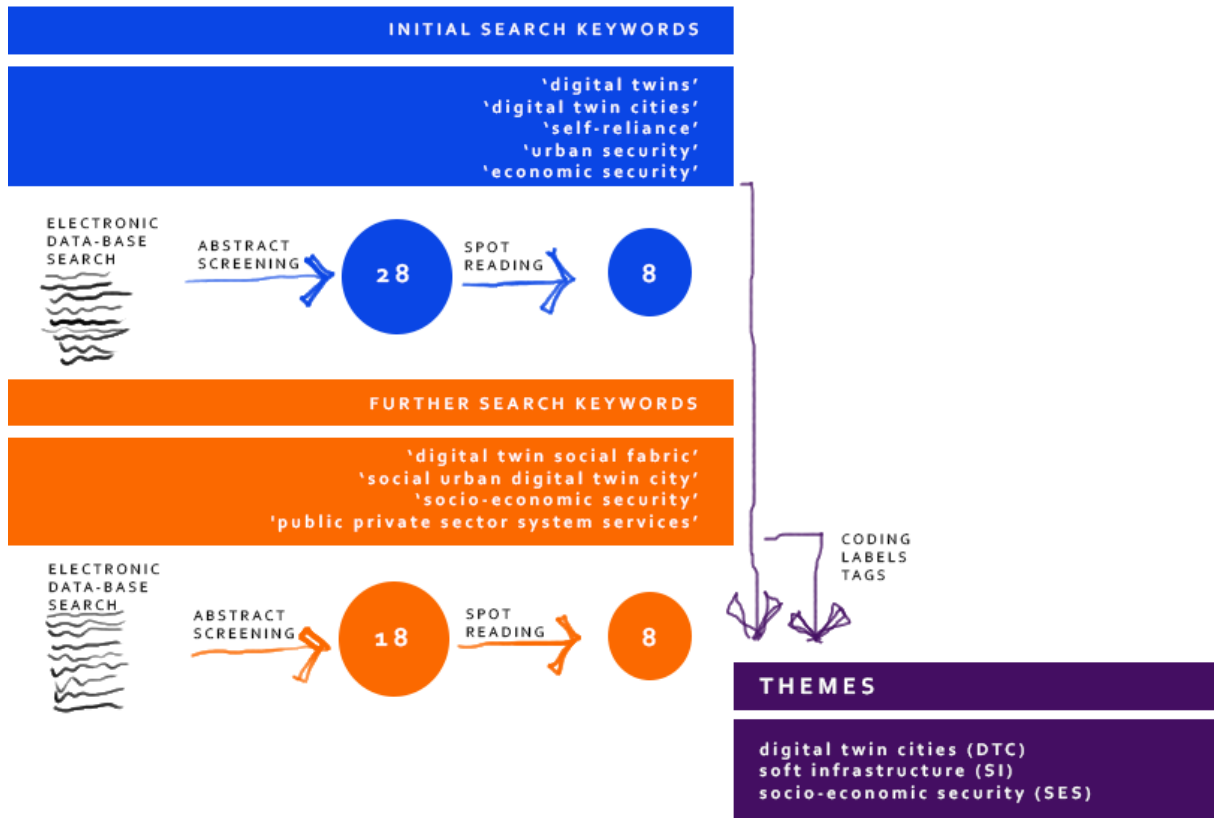 INITIAL SEARCH KEYWORDS
‘digital twins’
‘digital twin cities’
‘self-reliance’
‘urban security’
‘economic security’
ELECTRONIC
DATA-BASE
SEARCH
ABSTRACT
SCREENING
28
SPOT
READING
8
FURTHER SEARCH KEYWORDS
‘digital twin social fabric’
‘social urban digital twin city’
‘socio-economic security’
'public private sector system services’
ELECTRONIC
DATA-BASE
SEARCH
ABSTRACT
SCREENING
18
SPOT
READING
8
CODING
LABELS
TAGS
THEMES
digital twin cities (DTC)
soft infrastructure (SI)
socio-economic security (SES)